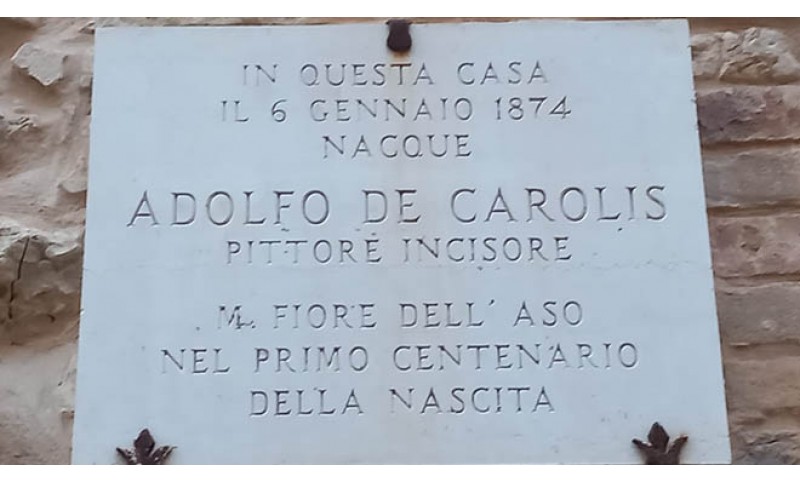 IN QUESTA CASA
IL 6 GENNAIO 1874
NACQUE
ADOLFO DE CAROLIS
PITTORE INCISORE
M. FIORE DELL' ASO
NEL PRIMO CENTENARIO
DELLA NASCITA